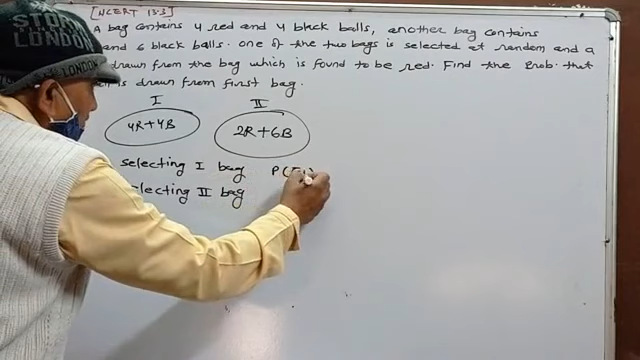 [NCERT 13.3]
A bag contains 4 red and 4 black balls, another bag contains
and 6 black balls. One of the two bags is selected at random and a
drawn from the bag which is found to be red. Find the Prob. that
is drawn from first bag.
I II
4R+4B 2R+6B
selecting I bag P(E₁)
selecting II bag
STORM
LONDON